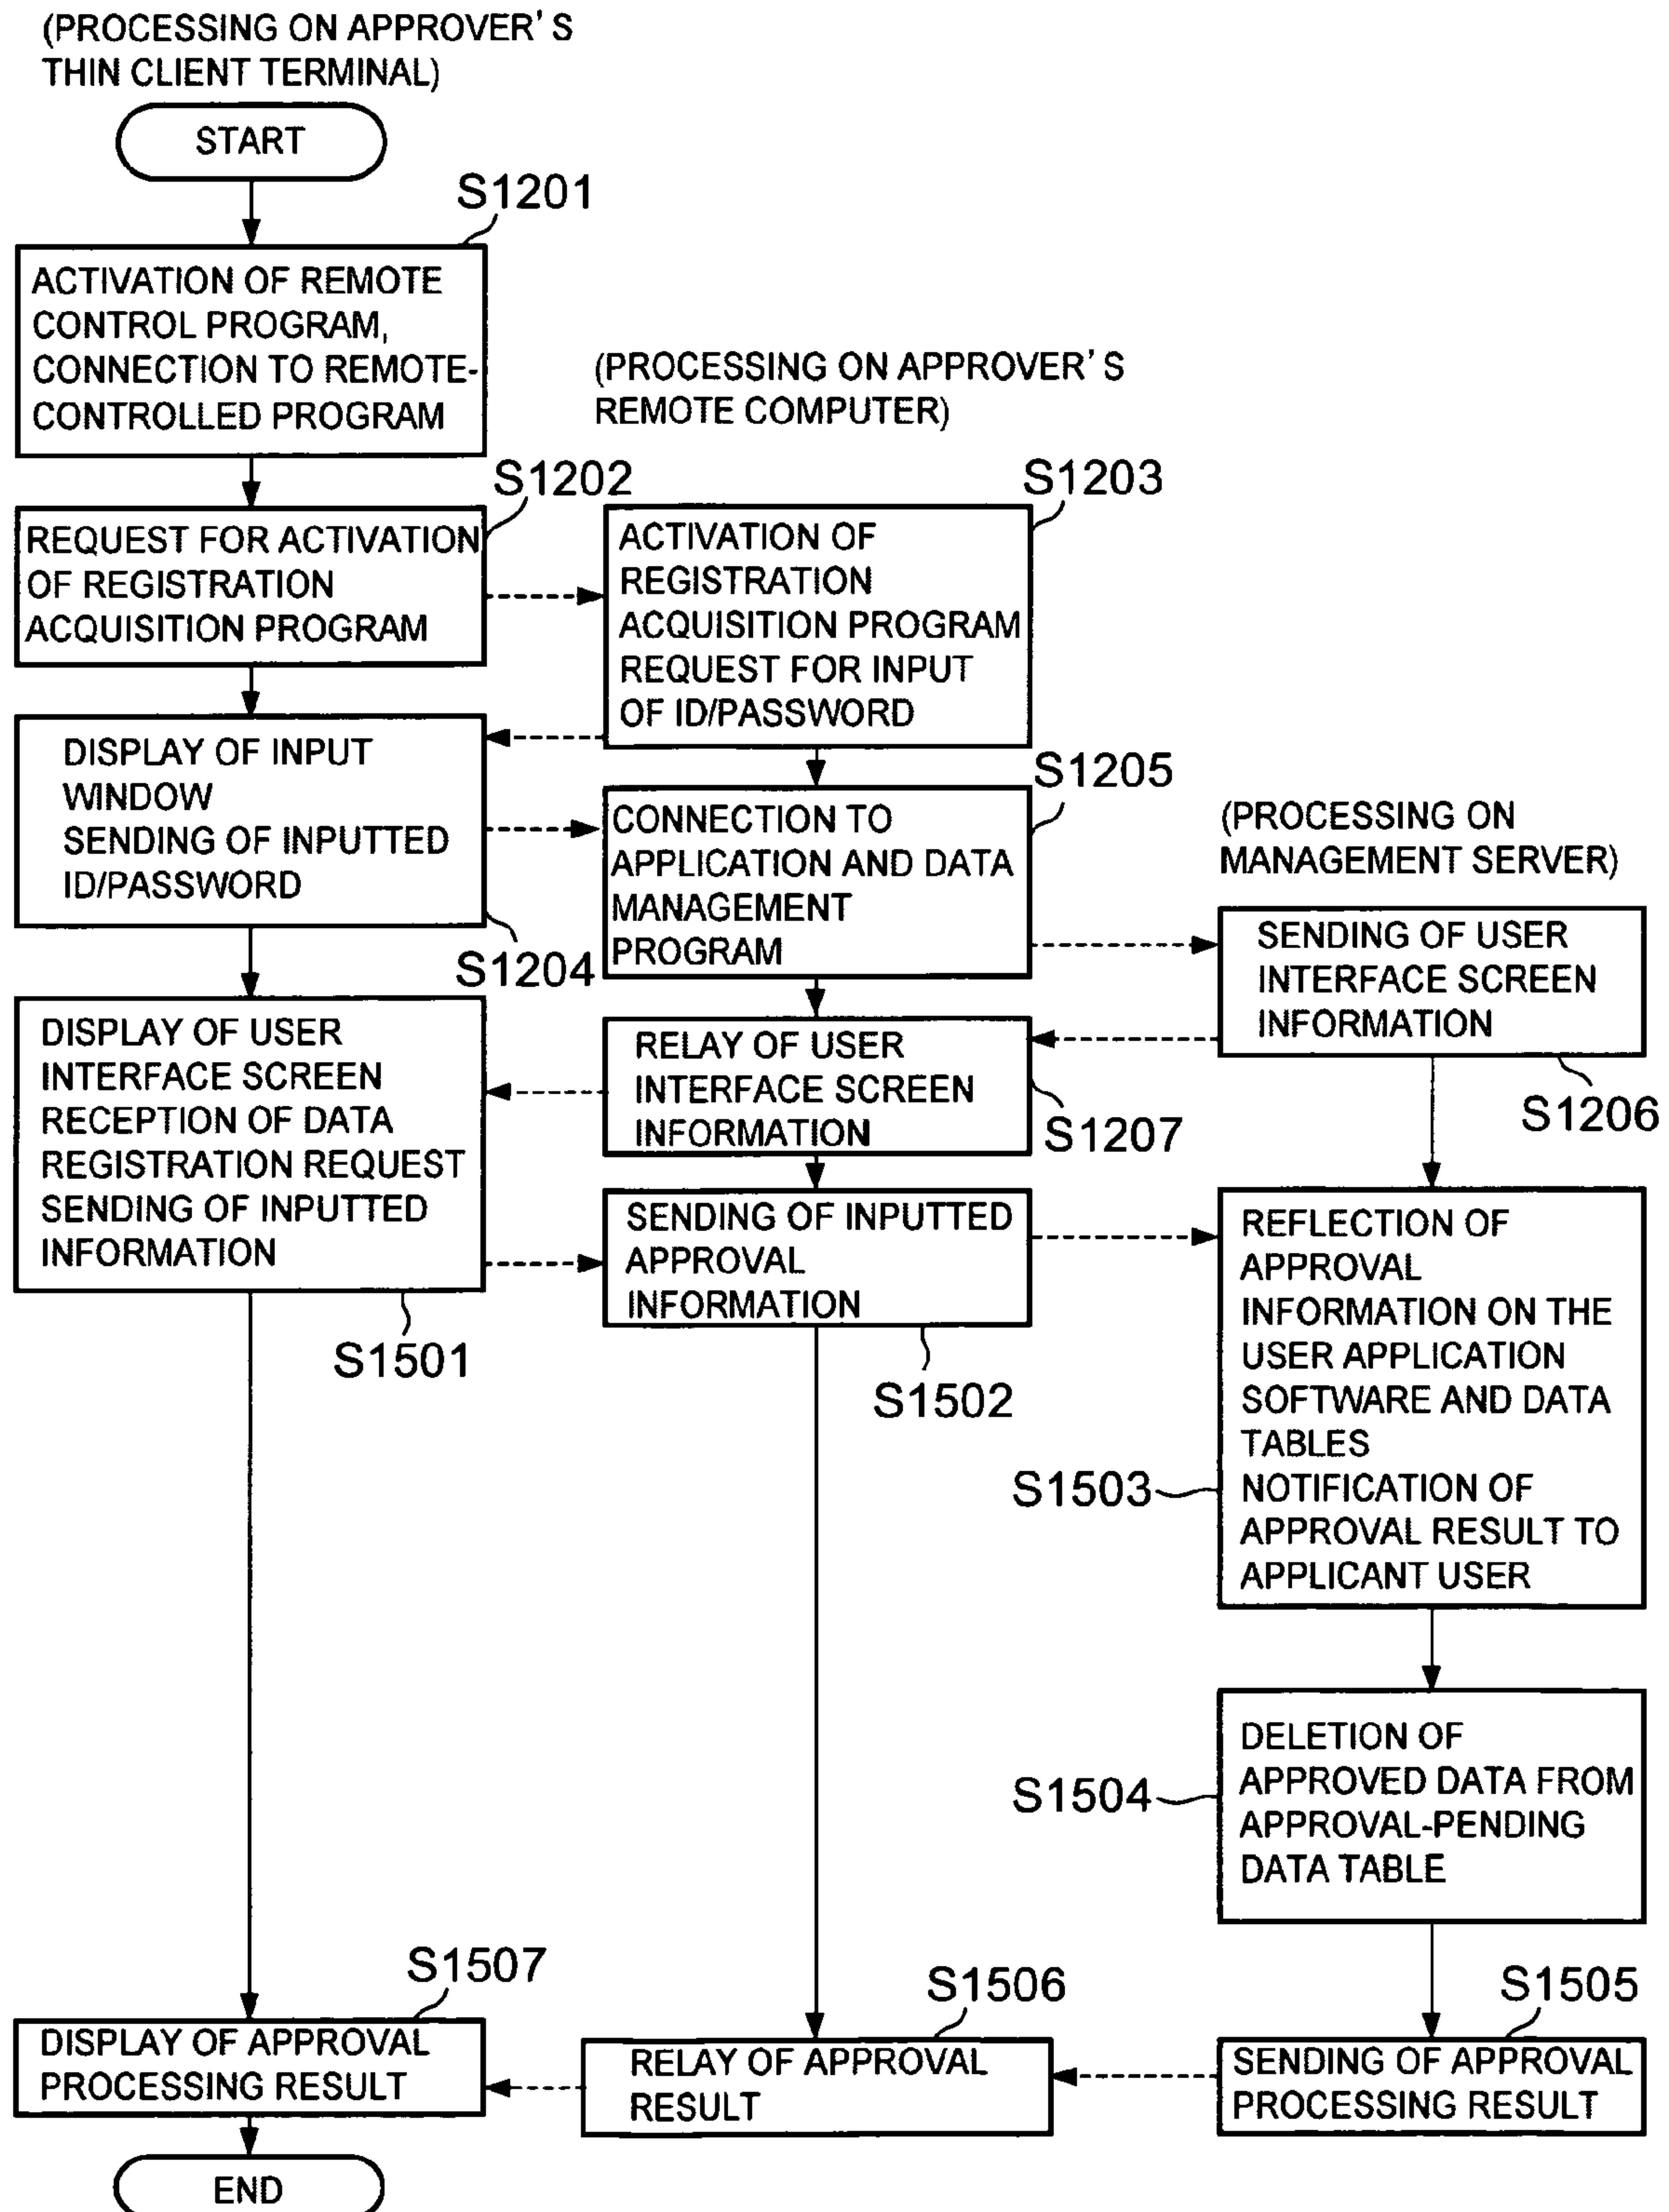 (PROCESSING ON APPROVER'S
THIN CLIENT TERMINAL)
START
S1201
ACTIVATION OF REMOTE
CONTROL PROGRAM,
CONNECTION TO REMOTE-
CONTROLLED PROGRAM
(PROCESSING ON APPROVER'S
REMOTE COMPUTER)
S1202
REQUEST FOR ACTIVATION
OF REGISTRATION
ACQUISITION PROGRAM
S1203
ACTIVATION OF
REGISTRATION
ACQUISITION PROGRAM
REQUEST FOR INPUT
OF ID/PASSWORD
DISPLAY OF INPUT
WINDOW
SENDING OF INPUTTED
ID/PASSWORD
S1204
S1205
CONNECTION TO
APPLICATION AND DATA
MANAGEMENT
PROGRAM
(PROCESSING ON
MANAGEMENT SERVER)
SENDING OF USER
INTERFACE SCREEN
INFORMATION
S1206
RELAY OF USER
INTERFACE SCREEN
INFORMATION
S1207
DISPLAY OF USER
INTERFACE SCREEN
RECEPTION OF DATA
REGISTRATION REQUEST
SENDING OF INPUTTED
INFORMATION
S1501
SENDING OF INPUTTED
APPROVAL
INFORMATION
S1502
REFLECTION OF
APPROVAL
INFORMATION ON THE
USER APPLICATION
SOFTWARE AND DATA
TABLES
NOTIFICATION OF
APPROVAL RESULT TO
APPLICANT USER
S1503
DELETION OF
APPROVED DATA FROM
APPROVAL-PENDING
DATA TABLE
S1504
S1505
SENDING OF APPROVAL
PROCESSING RESULT
S1506
RELAY OF APPROVAL
RESULT
S1507
DISPLAY OF APPROVAL
PROCESSING RESULT
END